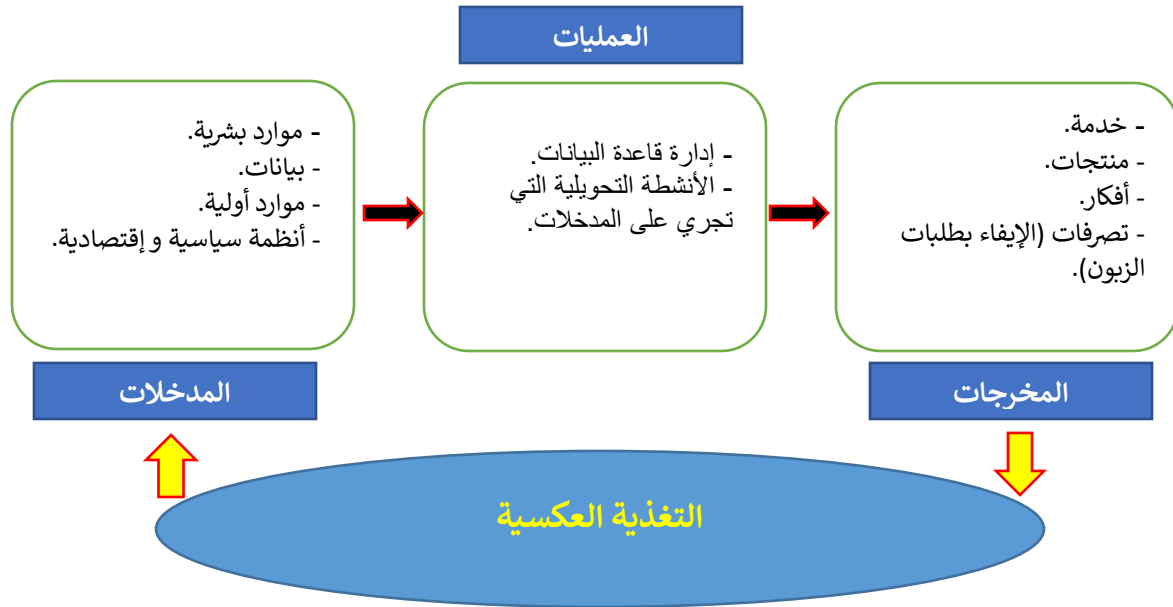 العمليات
- موارد بشرية.
- بيانات.
- موارد أولية.
- أنظمة سياسية وإقتصادية.
- إدارة قاعدة البيانات.
- الأنشطة التحويلية التي
تجري على المدخلات.
- خدمة.
- منتجات.
- أفكار.
- تصرفات (الإيفاء بطلبات
الزبون).
المدخلات
المخرجات
التغذية العكسية